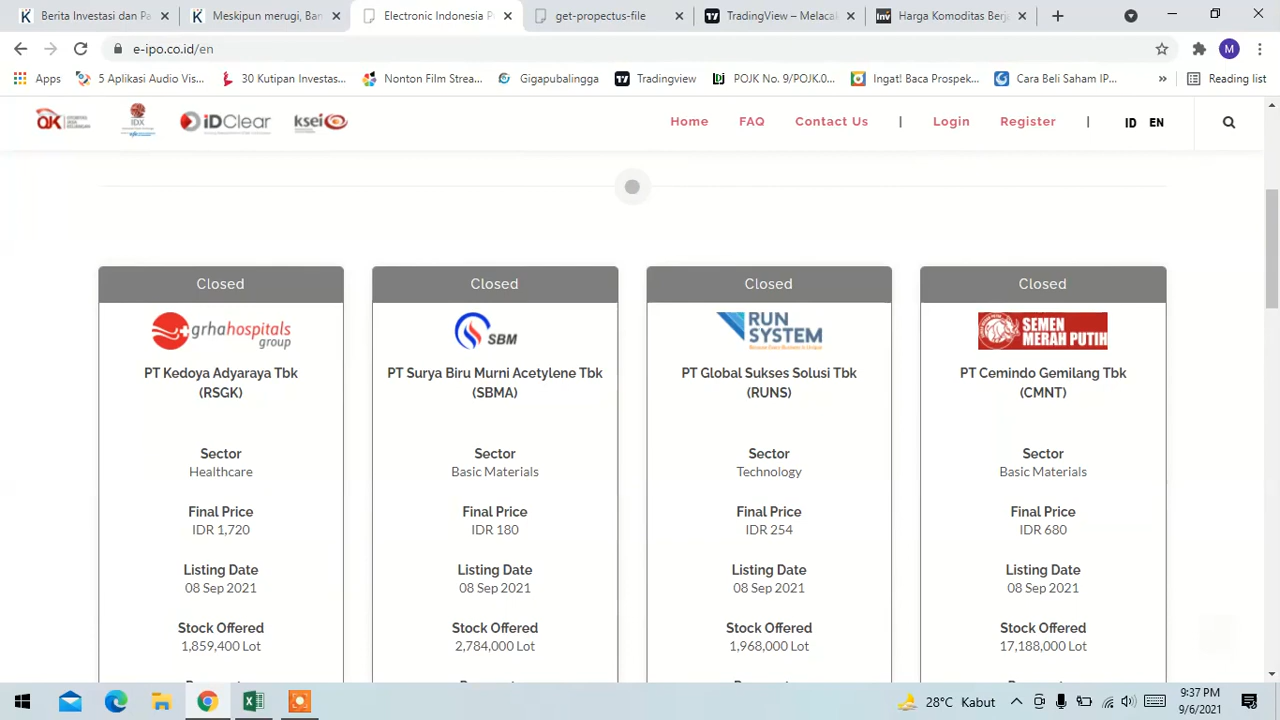 Berita Investasi dan Pa
Meskipun merugi, Ban
Electronic Indonesia P
get-propectus-file
TradingView – Melacak
Harga Komoditas Berj
e-ipo.co.id/en
M
Apps
5 Aplikasi Audio Visu...
30 Kutipan Investas...
Nonton Film Strea...
Gigapubalingga
Tradingview
POJK No. 9/POJK.0...
Ingat! Baca Prospek...
Cara Beli Saham IP...
Reading list
IDX
iDClear
ksei
Home
FAQ
Contact Us
|
Login
Register
|
ID
EN
Closed
Closed
Closed
Closed
grhahospitals
group
SBM
RUN
SYSTEM
SEMEN
MERAH PUTIH
PT Kedoya Adyaraya Tbk
(RSGK)
PT Surya Biru Murni Acetylene Tbk
(SBMA)
PT Global Sukses Solusi Tbk
(RUNS)
PT Cemindo Gemilang Tbk
(CMNT)
Sector
Healthcare
Sector
Basic Materials
Sector
Technology
Sector
Basic Materials
Final Price
IDR 1,720
Final Price
IDR 180
Final Price
IDR 254
Final Price
IDR 680
Listing Date
08 Sep 2021
Listing Date
08 Sep 2021
Listing Date
08 Sep 2021
Listing Date
08 Sep 2021
Stock Offered
1,859,400 Lot
Stock Offered
2,784,000 Lot
Stock Offered
1,968,000 Lot
Stock Offered
17,188,000 Lot
28°C Kabut
9:37 PM
9/6/2021